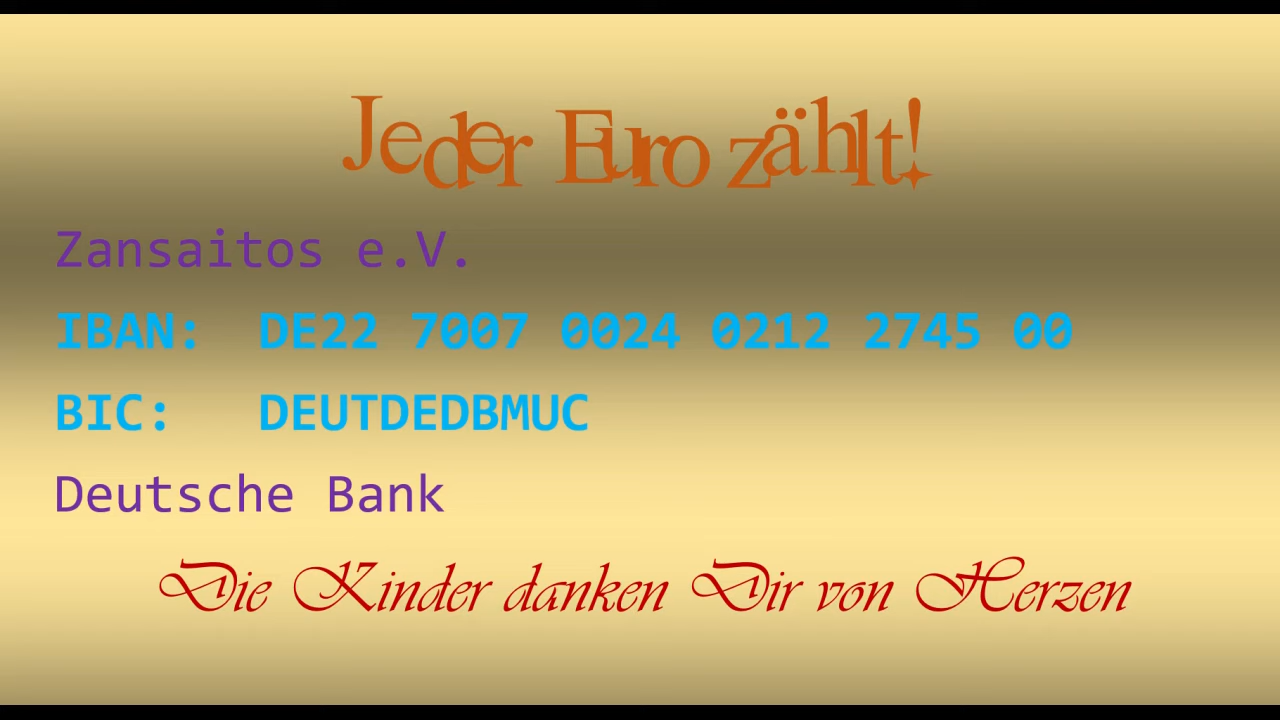 Jeder Euro zählt!
Zansaitos e.V.
IBAN: DE22 7007 0024 0212 2745 00
BIC: DEUTDEDBMUC
Deutsche Bank
Die Kinder danken Dir von Herzen